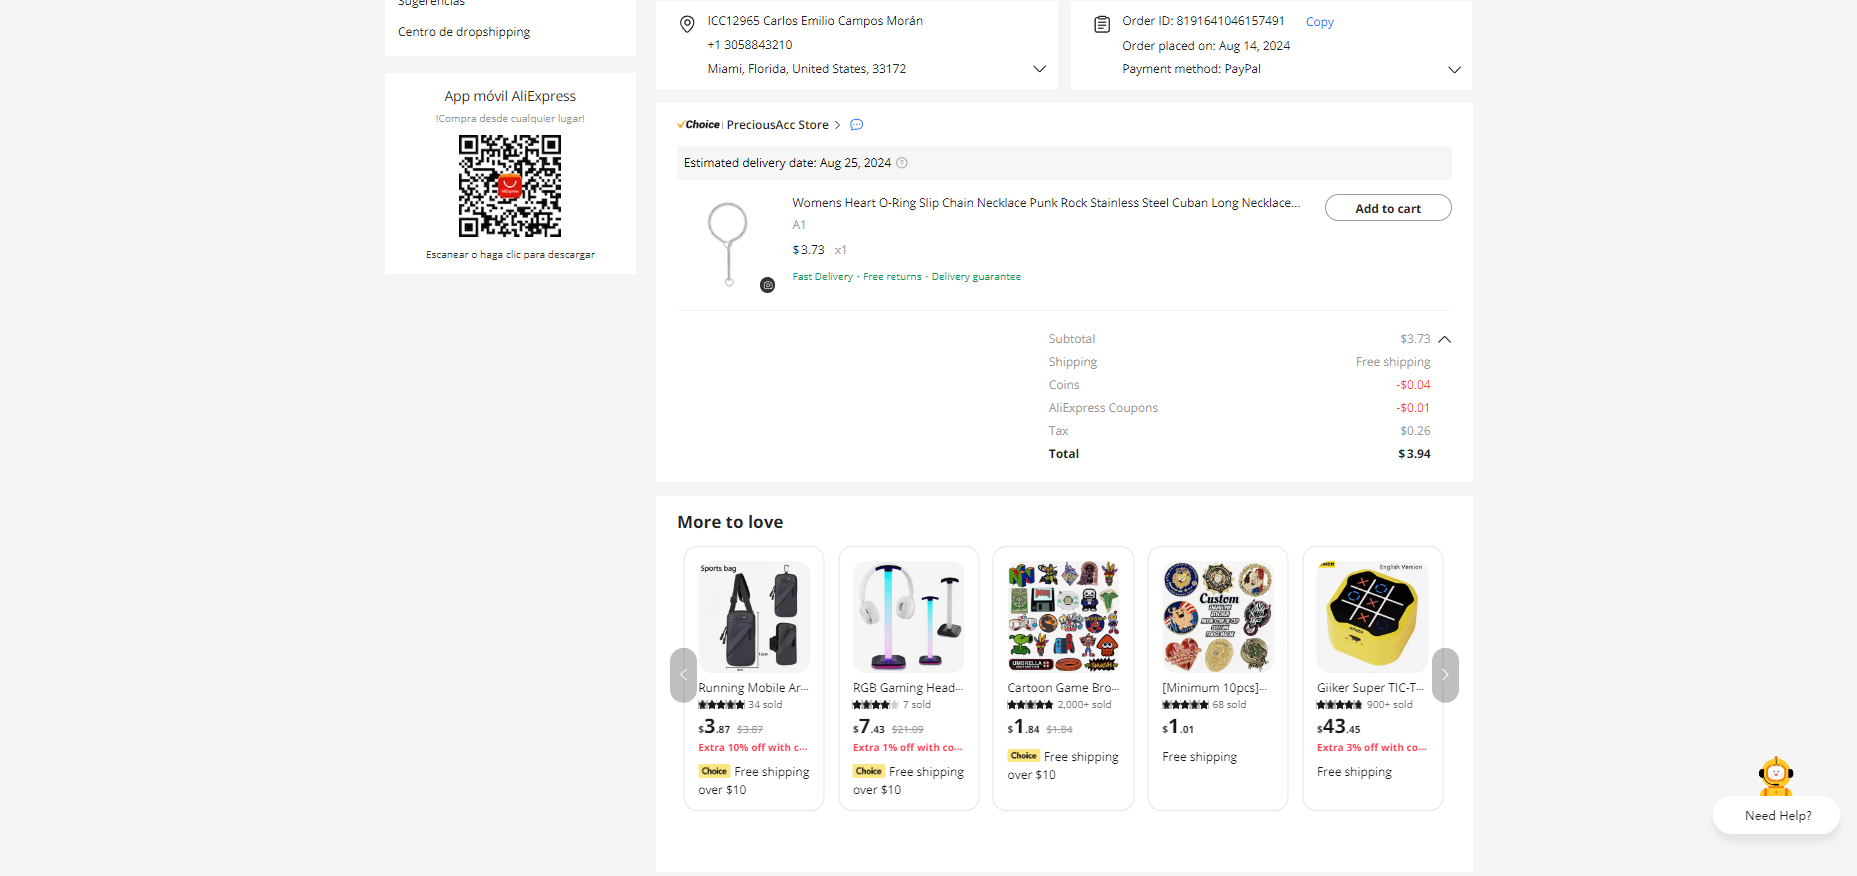 Sugerencias
Centro de dropshipping
App móvil AliExpress
!Compra desde cualquier lugar!
AliExpress
Escanear o haga clic para descargar
ICC12965 Carlos Emilio Campos Morán
+1 3058843210
Miami, Florida, United States, 33172
Order ID: 8191641046157491 Copy
Order placed on: Aug 14, 2024
Payment method: PayPal
Choice PreciousAcc Store
Estimated delivery date: Aug 25, 2024
Womens Heart O-Ring Slip Chain Necklace Punk Rock Stainless Steel Cuban Long Necklace...
Add to cart
A1
$3.73 x1
Fast Delivery · Free returns · Delivery guarantee
Subtotal $3.73
Shipping Free shipping
Coins -$0.04
AliExpress Coupons -$0.01
Tax $0.26
Total $3.94
More to love
Sports bag
Running Mobile Ar...
34 sold
$3.87 $3.87
Extra 10% off with c...
Choice Free shipping
over $10
RGB Gaming Head...
7 sold
$7.43 $21.09
Extra 1% off with co...
Choice Free shipping
over $10
UMBRELLA
Cartoon Game Bro...
2,000+ sold
$1.84 $1.84
Choice Free shipping
over $10
Custom
[Minimum 10pcs]...
68 sold
$1.01
Free shipping
English Version
Giiker Super TIC-T...
900+ sold
$43.45
Extra 3% off with co...
Free shipping
Need Help?